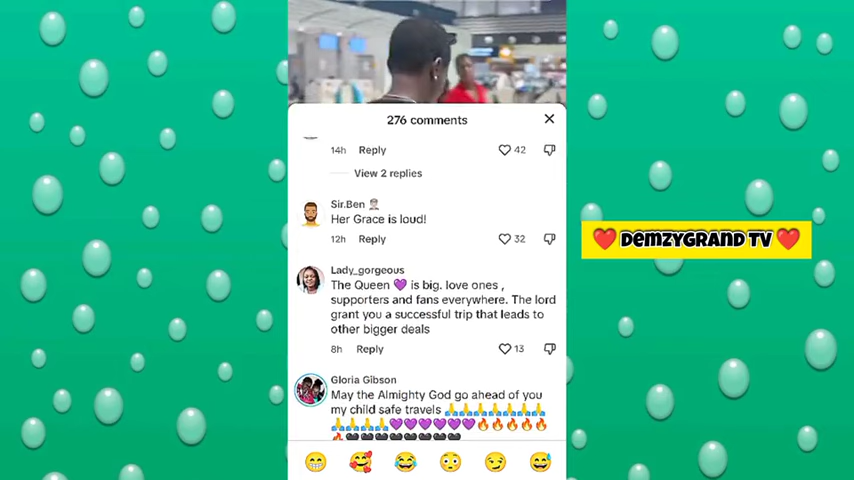 276 comments
14h Reply 42
View 2 replies
Sir.Ben
Her Grace is loud!
12h Reply 32
Lady_gorgeous
The Queen 💜 is big. love ones ,
supporters and fans everywhere. The lord
grant you a successful trip that leads to
other bigger deals
8h Reply 13
Gloria Gibson
May the Almighty God go ahead of you
my child safe travels 🙏🙏🙏🙏🙏🙏🙏
🙏🙏🙏🙏💜💜💜💜💜💜🔥🔥🔥🔥🔥
🔥🖤🖤🖤🖤🖤🖤🖤🖤
❤️ DEMZYGRAND TV ❤️